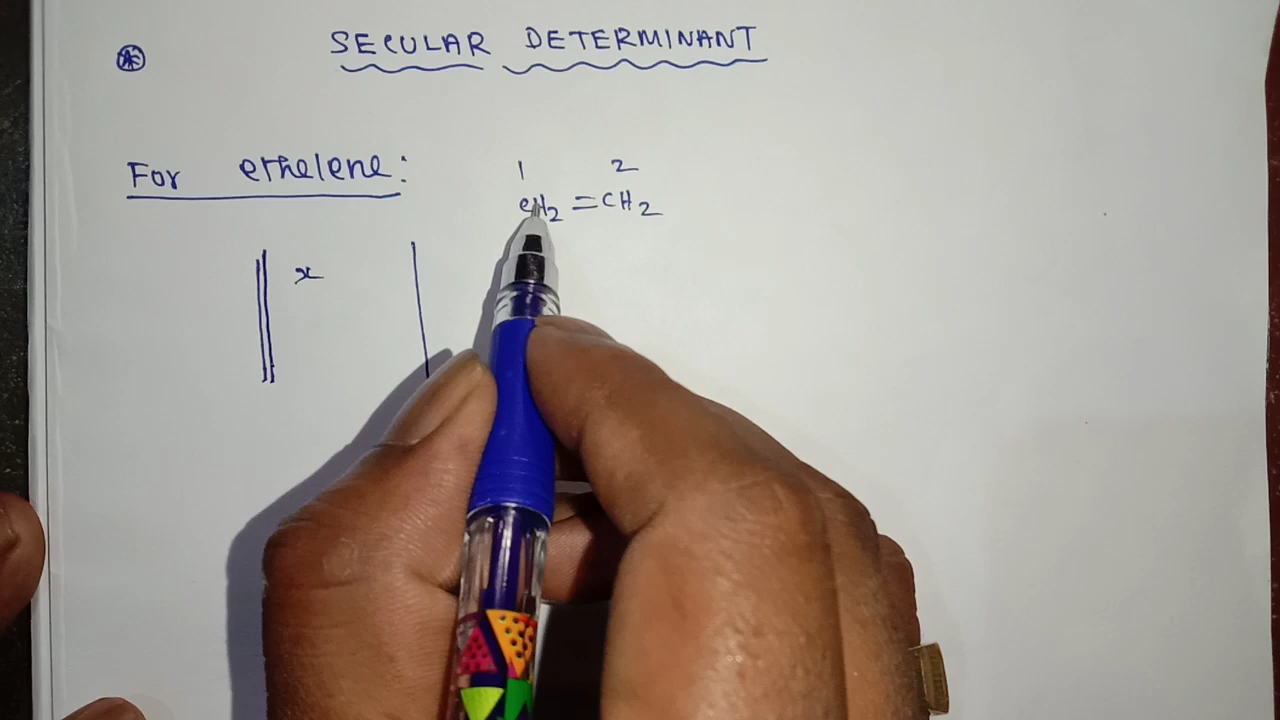 SECULAR DETERMINANT
For ethelene:
1 2
CH2 = CH2
x